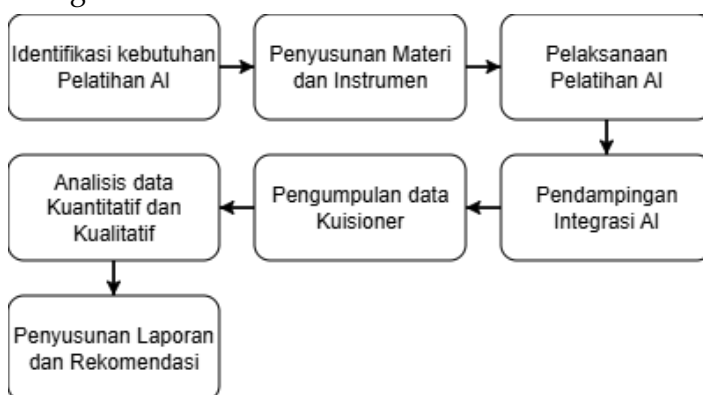 Identifikasi kebutuhan
Pelatihan AI
Penyusunan Materi
dan Instrumen
Pelaksanaan
Pelatihan AI
Pendampingan
Integrasi AI
Pengumpulan data
Kuisioner
Analisis data
Kuantitatif dan
Kualitatif
Penyusunan Laporan
dan Rekomendasi